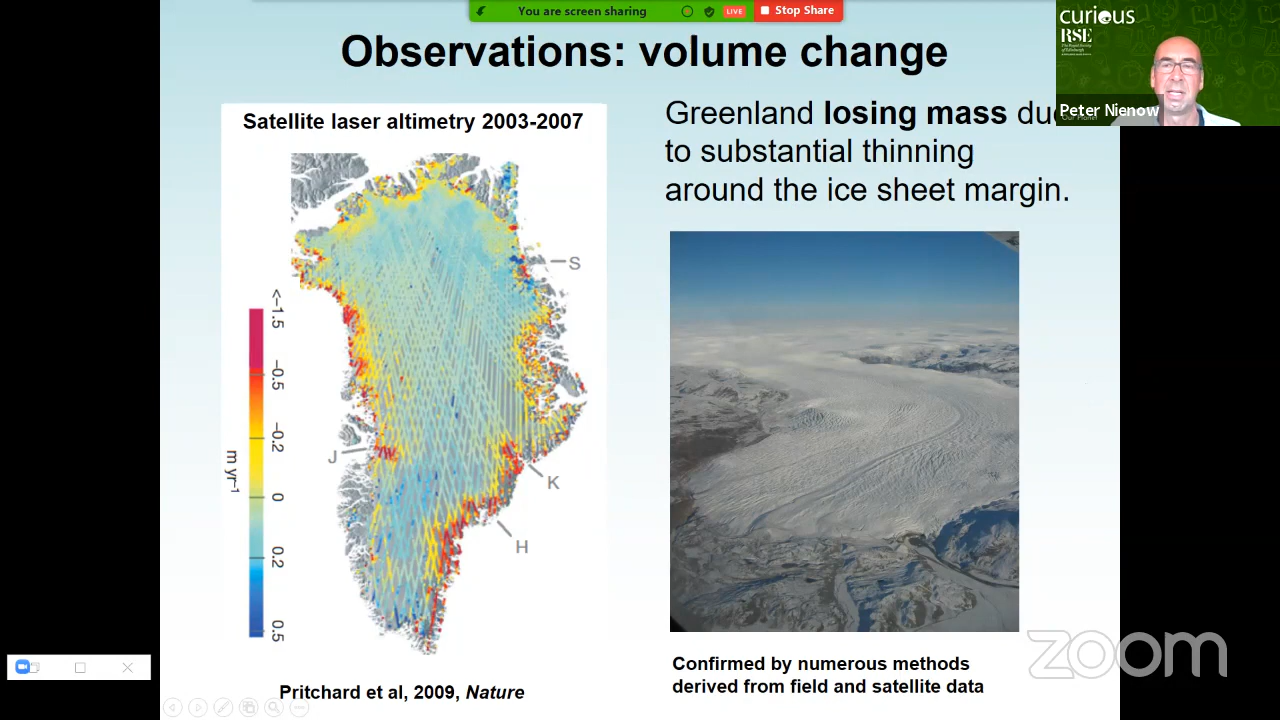 You are screen sharing
LIVE
Stop Share
curious
RSE
Peter Nienow
Observations: volume change
Satellite laser altimetry 2003-2007
S
J
K
H
<–1.5
–0.5
–0.2
0
0.2
0.5
m yr–1
Pritchard et al, 2009, Nature
Greenland losing mass du
to substantial thinning
around the ice sheet margin.
Confirmed by numerous methods
derived from field and satellite data
zoom